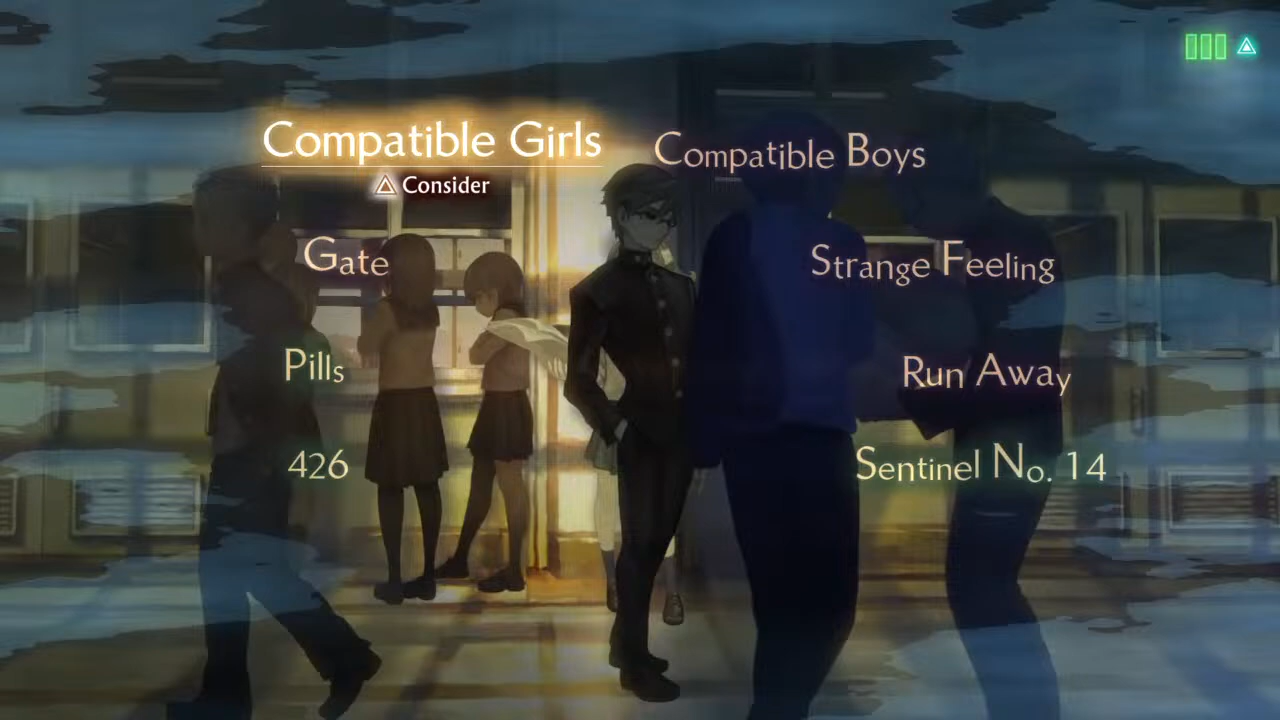 Compatible Girls
Consider
Compatible Boys
Gate
Strange Feeling
Pills
Run Away
426
Sentinel No. 14